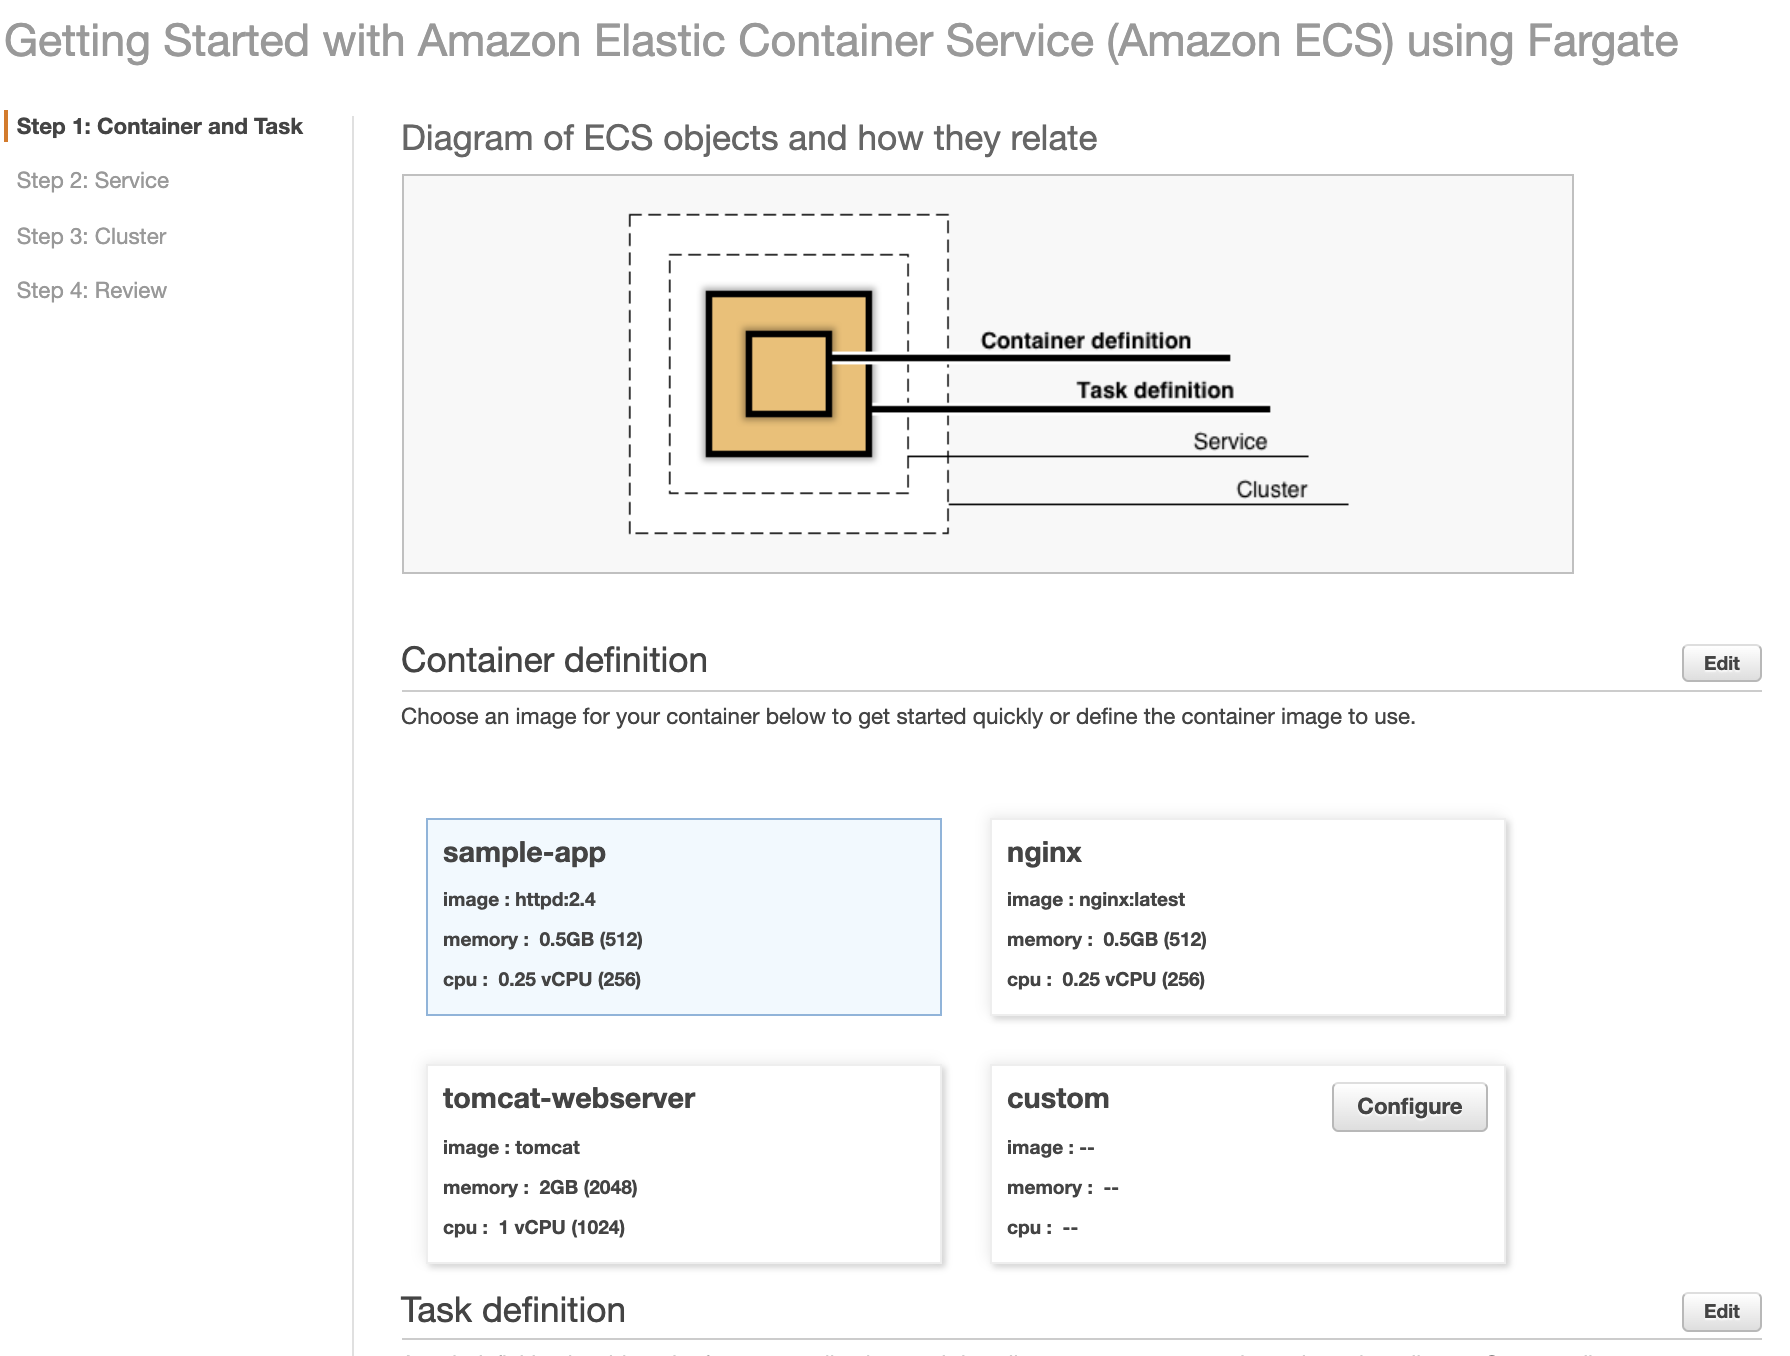 Getting Started with Amazon Elastic Container Service (Amazon ECS) using Fargate
Step 1: Container and Task
Step 2: Service
Step 3: Cluster
Step 4: Review
Diagram of ECS objects and how they relate
Container definition
Task definition
Service
Cluster
Container definition
Edit
Choose an image for your container below to get started quickly or define the container image to use.
sample-app
image : httpd:2.4
memory : 0.5GB (512)
cpu : 0.25 vCPU (256)
nginx
image : nginx:latest
memory : 0.5GB (512)
cpu : 0.25 vCPU (256)
tomcat-webserver
image : tomcat
memory : 2GB (2048)
cpu : 1 vCPU (1024)
custom
Configure
image : --
memory : --
cpu : --
Task definition
Edit